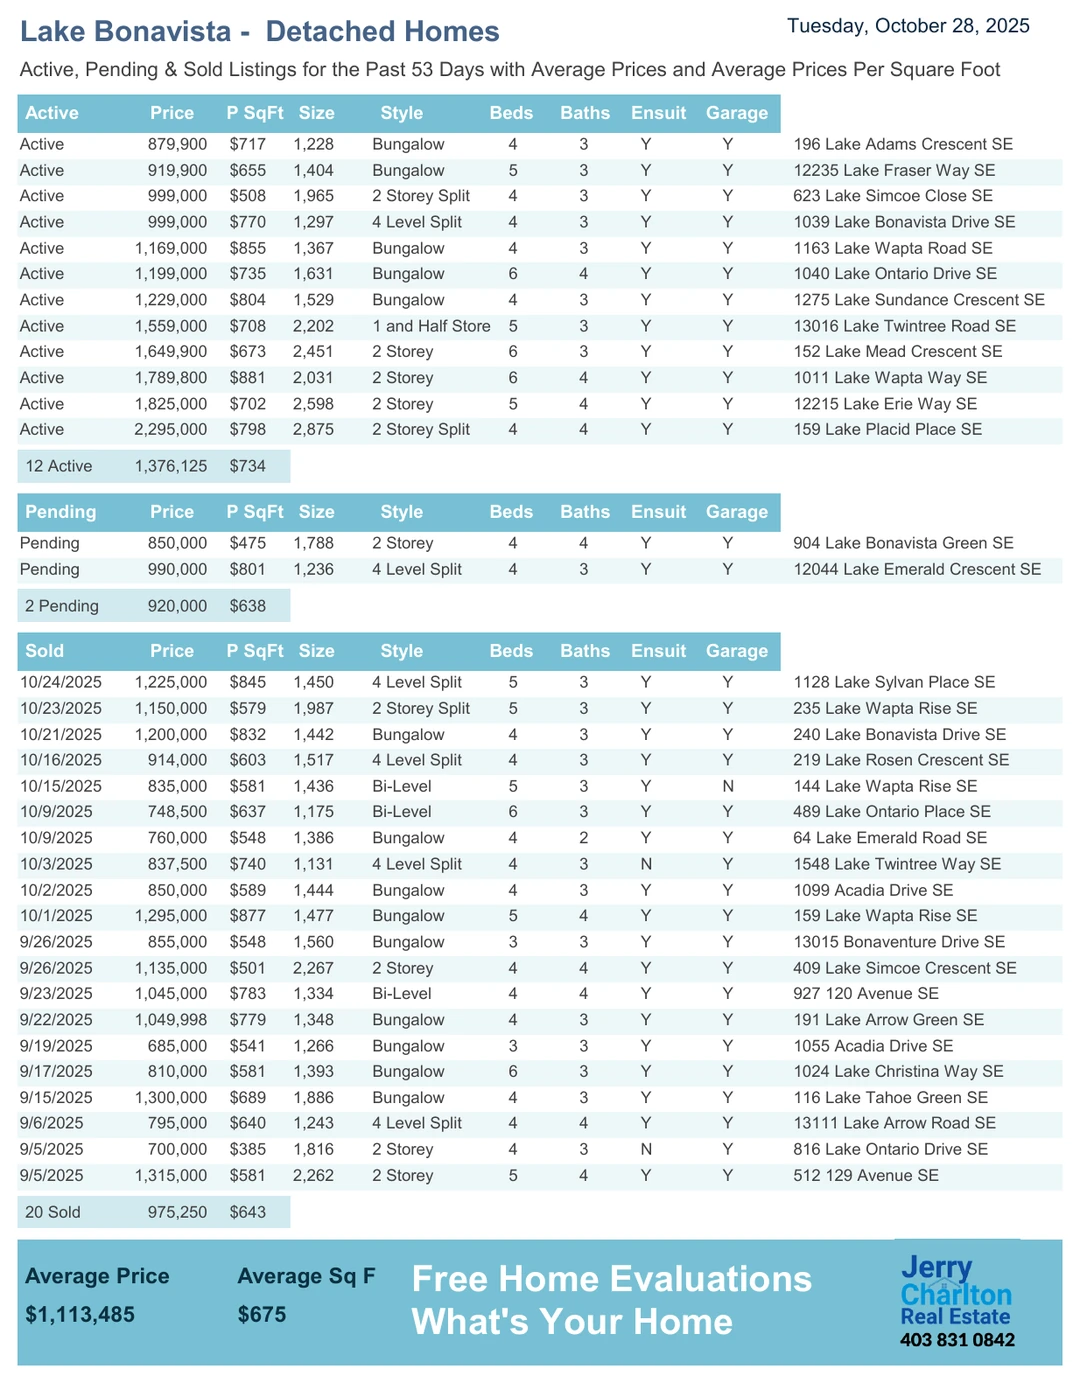 Lake Bonavista -  Detached Homes
Tuesday, October 28, 2025
Active, Pending & Sold Listings for the Past 53 Days with Average Prices and Average Prices Per Square Foot
Active Price P SqFt Size Style Beds Baths Ensuit Garage
Active 879,900 $717 1,228 Bungalow 4 3 Y Y 196 Lake Adams Crescent SE
Active 919,900 $655 1,404 Bungalow 5 3 Y Y 12235 Lake Fraser Way SE
Active 999,000 $508 1,965 2 Storey Split 4 3 Y Y 623 Lake Simcoe Close SE
Active 999,000 $770 1,297 4 Level Split 4 3 Y Y 1039 Lake Bonavista Drive SE
Active 1,169,000 $855 1,367 Bungalow 4 3 Y Y 1163 Lake Wapta Road SE
Active 1,199,000 $735 1,631 Bungalow 6 4 Y Y 1040 Lake Ontario Drive SE
Active 1,229,000 $804 1,529 Bungalow 4 3 Y Y 1275 Lake Sundance Crescent SE
Active 1,559,000 $708 2,202 1 and Half Store 5 3 Y Y 13016 Lake Twintree Road SE
Active 1,649,900 $673 2,451 2 Storey 6 3 Y Y 152 Lake Mead Crescent SE
Active 1,789,800 $881 2,031 2 Storey 6 4 Y Y 1011 Lake Wapta Way SE
Active 1,825,000 $702 2,598 2 Storey 5 4 Y Y 12215 Lake Erie Way SE
Active 2,295,000 $798 2,875 2 Storey Split 4 4 Y Y 159 Lake Placid Place SE
12 Active 1,376,125 $734
Pending Price P SqFt Size Style Beds Baths Ensuit Garage
Pending 850,000 $475 1,788 2 Storey 4 4 Y Y 904 Lake Bonavista Green SE
Pending 990,000 $801 1,236 4 Level Split 4 3 Y Y 12044 Lake Emerald Crescent SE
2 Pending 920,000 $638
Sold Price P SqFt Size Style Beds Baths Ensuit Garage
10/24/2025 1,225,000 $845 1,450 4 Level Split 5 3 Y Y 1128 Lake Sylvan Place SE
10/23/2025 1,150,000 $579 1,987 2 Storey Split 5 3 Y Y 235 Lake Wapta Rise SE
10/21/2025 1,200,000 $832 1,442 Bungalow 4 3 Y Y 240 Lake Bonavista Drive SE
10/16/2025 914,000 $603 1,517 4 Level Split 4 3 Y Y 219 Lake Rosen Crescent SE
10/15/2025 835,000 $581 1,436 Bi-Level 5 3 Y N 144 Lake Wapta Rise SE
10/9/2025 748,500 $637 1,175 Bi-Level 6 3 Y Y 489 Lake Ontario Place SE
10/9/2025 760,000 $548 1,386 Bungalow 4 2 Y Y 64 Lake Emerald Road SE
10/3/2025 837,500 $740 1,131 4 Level Split 4 3 N Y 1548 Lake Twintree Way SE
10/2/2025 850,000 $589 1,444 Bungalow 4 3 Y Y 1099 Acadia Drive SE
10/1/2025 1,295,000 $877 1,477 Bungalow 5 4 Y Y 159 Lake Wapta Rise SE
9/26/2025 855,000 $548 1,560 Bungalow 3 3 Y Y 13015 Bonaventure Drive SE
9/26/2025 1,135,000 $501 2,267 2 Storey 4 4 Y Y 409 Lake Simcoe Crescent SE
9/23/2025 1,045,000 $783 1,334 Bi-Level 4 4 Y Y 927 120 Avenue SE
9/22/2025 1,049,998 $779 1,348 Bungalow 4 3 Y Y 191 Lake Arrow Green SE
9/19/2025 685,000 $541 1,266 Bungalow 3 3 Y Y 1055 Acadia Drive SE
9/17/2025 810,000 $581 1,393 Bungalow 6 3 Y Y 1024 Lake Christina Way SE
9/15/2025 1,300,000 $689 1,886 Bungalow 4 3 Y Y 116 Lake Tahoe Green SE
9/6/2025 795,000 $640 1,243 4 Level Split 4 4 Y Y 13111 Lake Arrow Road SE
9/5/2025 700,000 $385 1,816 2 Storey 4 3 N Y 816 Lake Ontario Drive SE
9/5/2025 1,315,000 $581 2,262 2 Storey 5 4 Y Y 512 129 Avenue SE
20 Sold 975,250 $643
Average Price Average Sq F
$1,113,485 $675
Free Home Evaluations
What's Your Home
Jerry
Charlton
Real Estate
403 831 0842